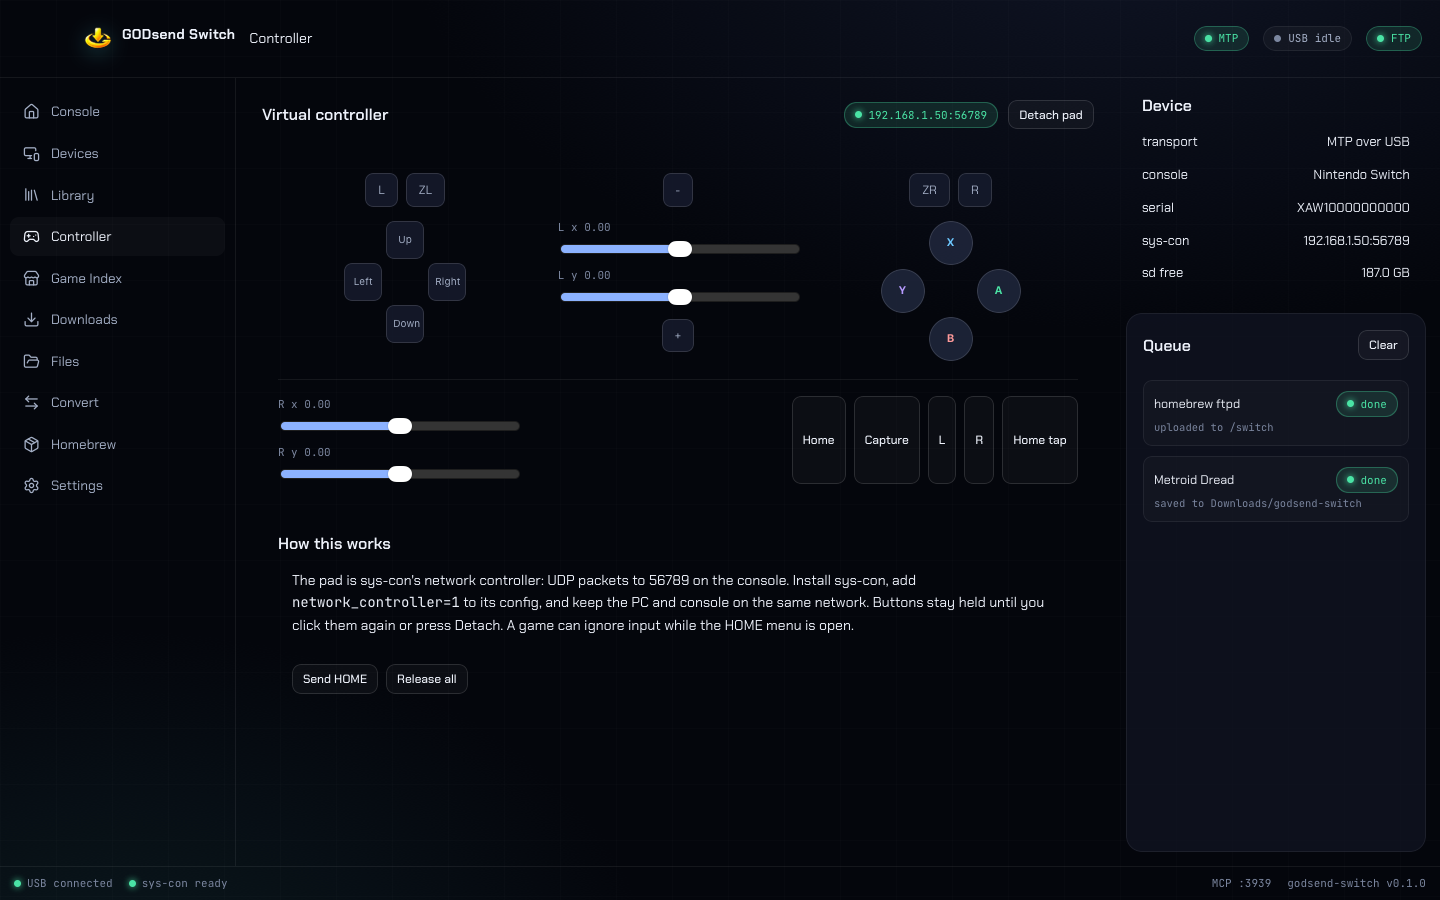 GODsend Switch
Controller
MTP
USB idle
FTP
Console
Devices
Library
Controller
Game Index
Downloads
Files
Convert
Homebrew
Settings
Virtual controller
192.168.1.50:56789
Detach pad
L
ZL
-
ZR
R
Up
Left
Right
Down
L x 0.00
L y 0.00
+
X
Y
A
B
R x 0.00
R y 0.00
Home
Capture
L
R
Home tap
How this works
The pad is sys-con's network controller: UDP packets to 56789 on the console. Install sys-con, add
network_controller=1 to its config, and keep the PC and console on the same network. Buttons stay held until you
click them again or press Detach. A game can ignore input while the HOME menu is open.
Send HOME
Release all
Device
transport
MTP over USB
console
Nintendo Switch
serial
XAW10000000000
sys-con
192.168.1.50:56789
sd free
187.0 GB
Queue
Clear
homebrew ftpd
done
uploaded to /switch
Metroid Dread
done
saved to Downloads/godsend-switch
USB connected
sys-con ready
MCP :3939
godsend-switch v0.1.0